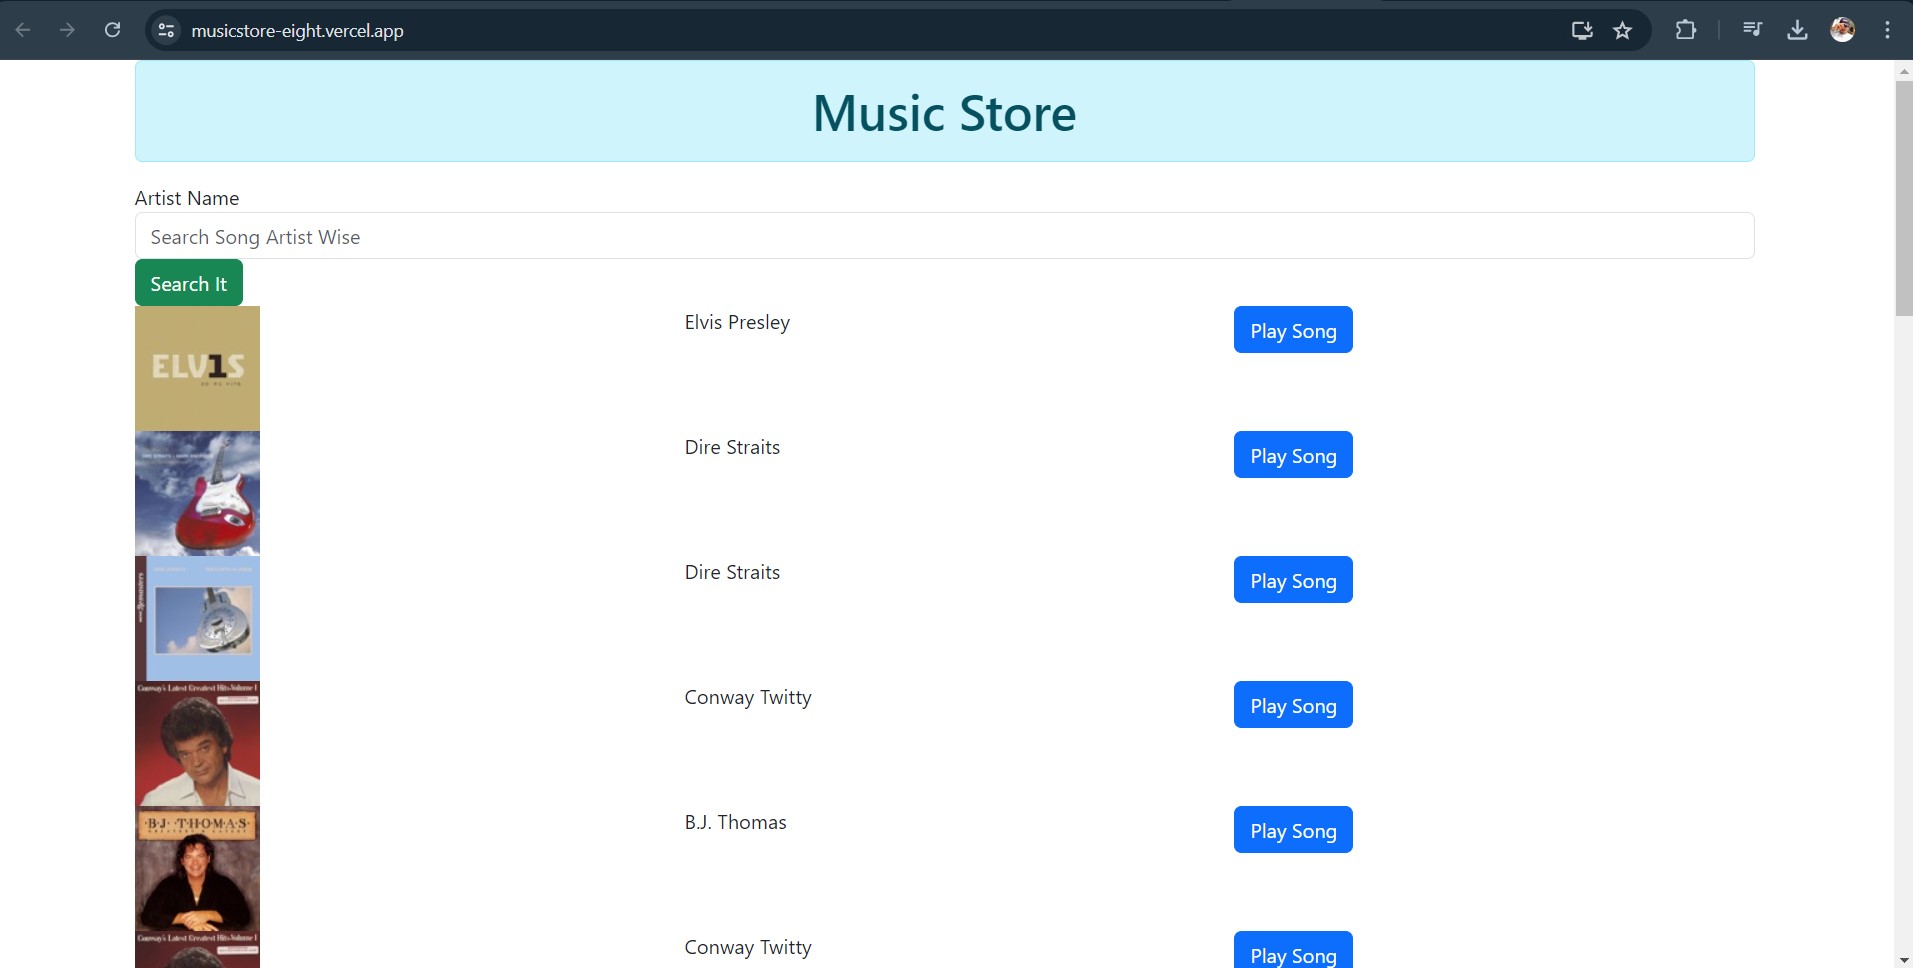 musicstore-eight.vercel.app
Music Store
Artist Name
Search Song Artist Wise
Search It
ELV1S
Elvis Presley
Play Song
Dire Straits
Play Song
Dire Straits
Play Song
Conway's Latest Greatest Hits-Volume 1
Conway Twitty
Play Song
B·J· THOMAS
B.J. Thomas
Play Song
Conway's Latest Greatest Hits-Volume 1
Conway Twitty
Play Song